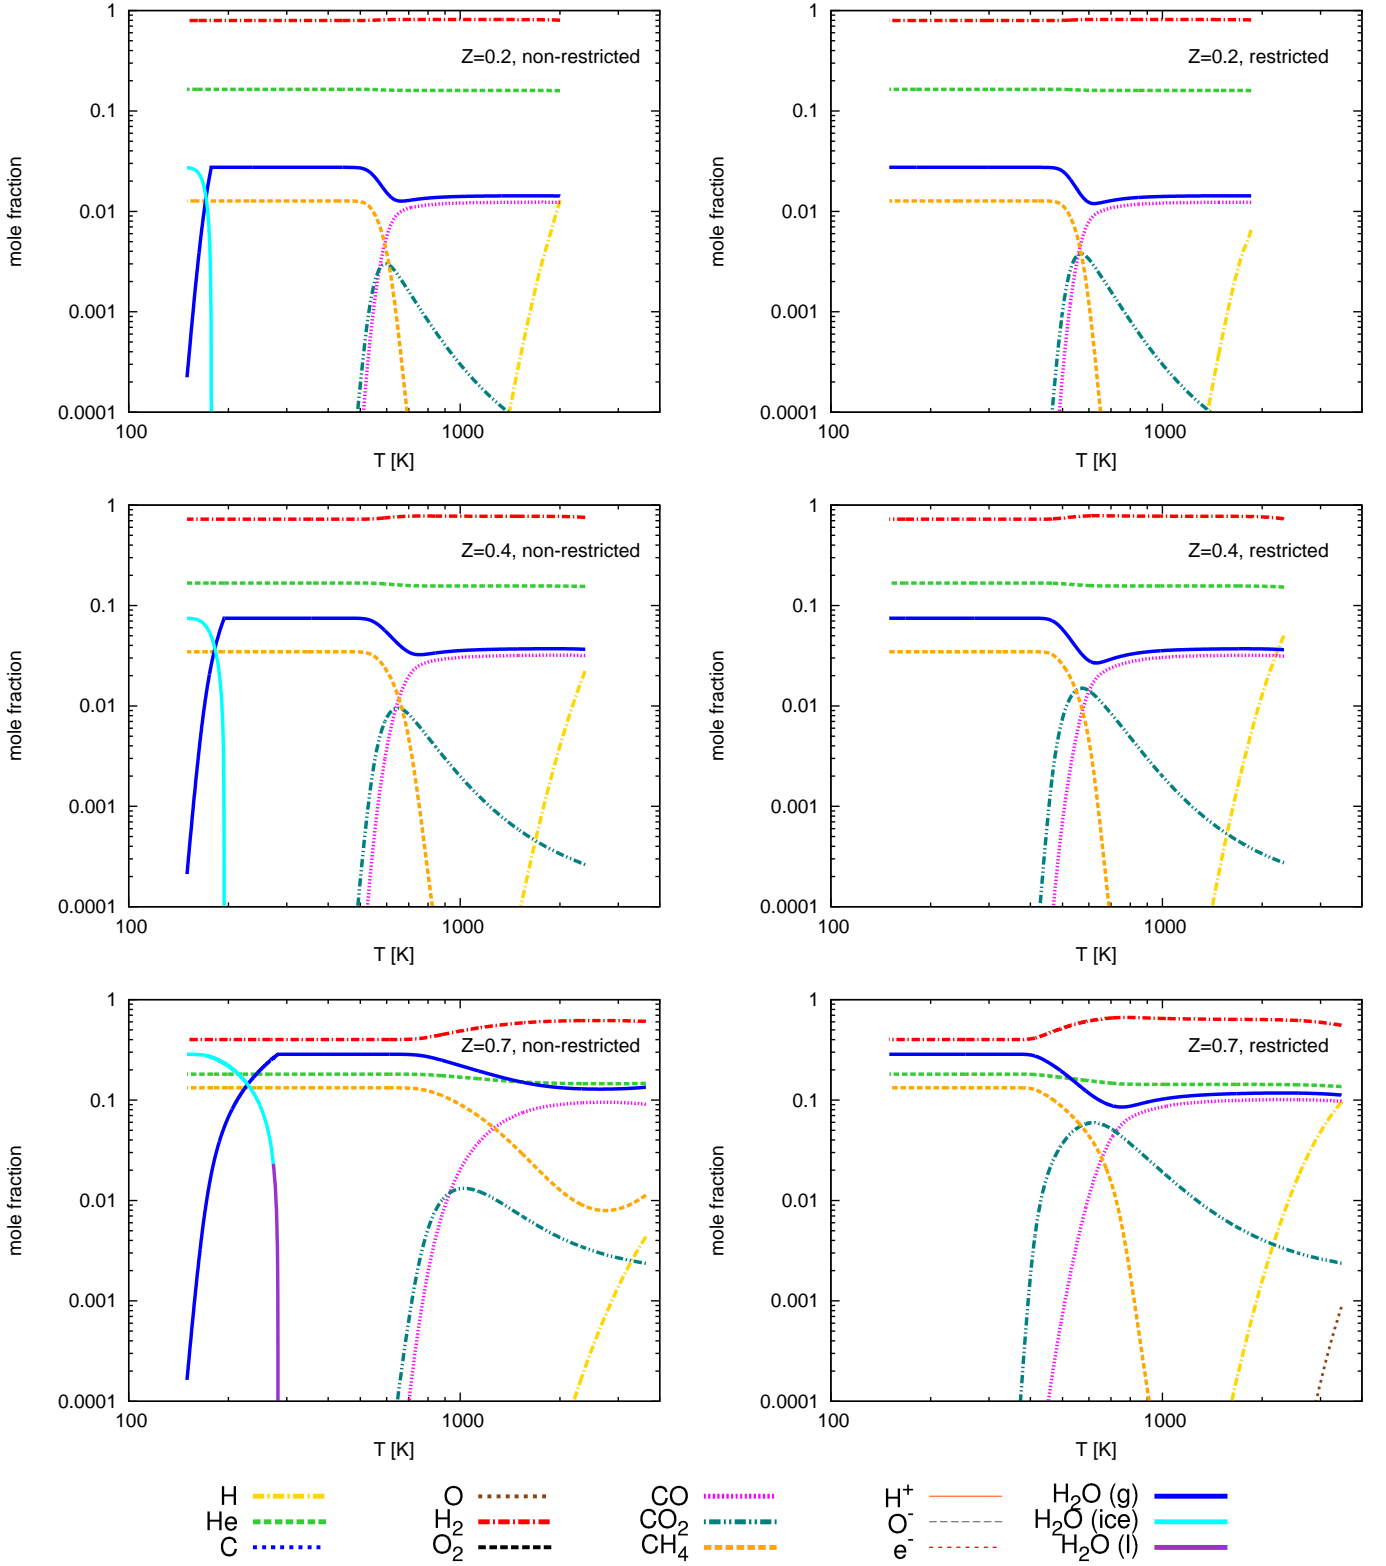 1
0.1
0.01
0.001
0.0001
mole fraction
Z=0.2, non-restricted
100
1000
T [K]
1
0.1
0.01
0.001
0.0001
mole fraction
Z=0.2, restricted
100
1000
T [K]
1
0.1
0.01
0.001
0.0001
mole fraction
Z=0.4, non-restricted
100
1000
T [K]
1
0.1
0.01
0.001
0.0001
mole fraction
Z=0.4, restricted
100
1000
T [K]
1
0.1
0.01
0.001
0.0001
mole fraction
Z=0.7, non-restricted
100
1000
T [K]
1
0.1
0.01
0.001
0.0001
mole fraction
Z=0.7, restricted
100
1000
T [K]
H
He
C
O
H₂
O₂
CO
CO₂
CH₄
H⁺
O⁻
e⁻
H₂O (g)
H₂O (ice)
H₂O (l)